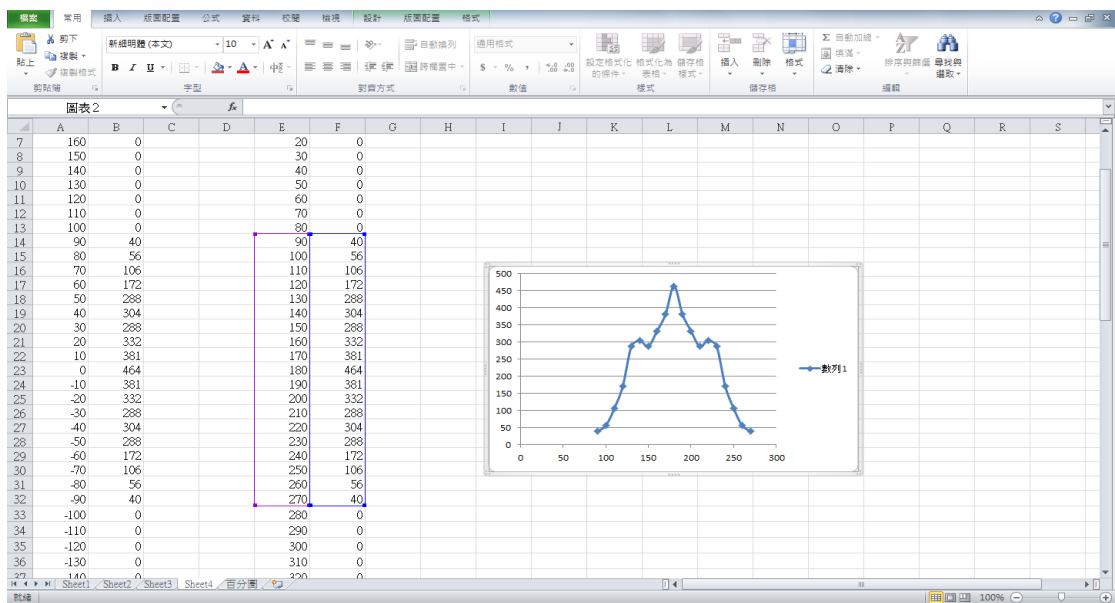 檔案 常用 插入 版面配置 公式 資料 校閱 檢視 設計 版面配置 格式
貼上 剪下 複製 複製格式
新細明體 (本文) 10
B I U
自動換列
跨欄置中
通用格式
$ % ,
設定格式化的條件 格式化為表格 儲存格樣式
插入 刪除 格式
Σ 自動加總
填滿
清除
排序與篩選 尋找與選取
剪貼簿 字型 對齊方式 數值 樣式 儲存格 編輯
圖表 2 fx
A B C D E F G H I J K L M N O P Q R S
7 160 0 20 0
8 150 0 30 0
9 140 0 40 0
10 130 0 50 0
11 120 0 60 0
12 110 0 70 0
13 100 0 80 0
14 90 40 90 40
15 80 56 100 56
16 70 106 110 106
17 60 172 120 172
18 50 288 130 288
19 40 304 140 304
20 30 288 150 288
21 20 332 160 332
22 10 381 170 381
23 0 464 180 464
24 -10 381 190 381
25 -20 332 200 332
26 -30 288 210 288
27 -40 304 220 304
28 -50 288 230 288
29 -60 172 240 172
30 -70 106 250 106
31 -80 56 260 56
32 -90 40 270 40
33 -100 0 280 0
34 -110 0 290 0
35 -120 0 300 0
36 -130 0 310 0
37 -140 0 320 0
500
450
400
350
300
250
200
150
100
50
0
0 50 100 150 200 250 300
數列1
Sheet1 Sheet2 Sheet3 Sheet4 百分圖
就緒 100%